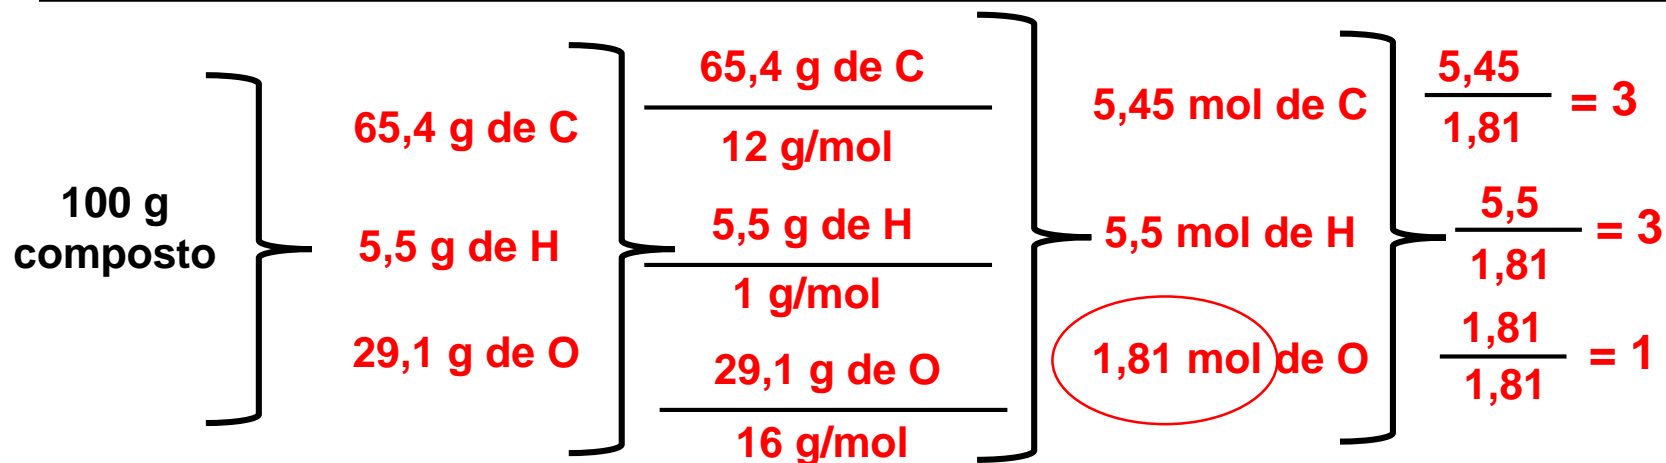 100 g
composto
65,4 g de C
5,5 g de H
29,1 g de O
65,4 g de C
12 g/mol
5,5 g de H
1 g/mol
29,1 g de O
16 g/mol
5,45 mol de C
5,5 mol de H
1,81 mol de O
5,45
1,81
= 3
5,5
1,81
= 3
1,81
1,81
= 1